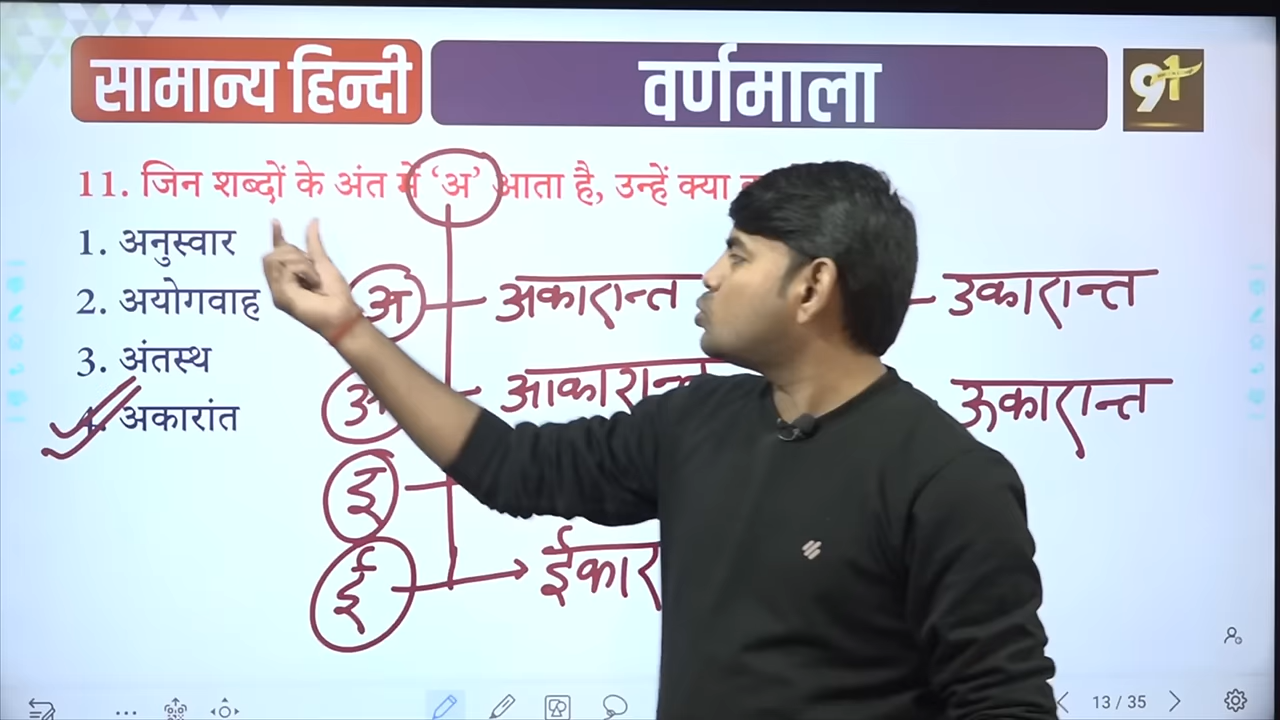 सामान्य हिन्दी
वर्णमाला
91
11. जिन शब्दों के अंत में ‘अ’ आता है, उन्हें क्या
1. अनुस्वार
2. अयोगवाह
3. अंतस्थ
4. अकारांत
अ – अकारान्त
– उकारान्त
आकारान्त
ऊकारान्त
इ
ई → ईकार
13 / 35